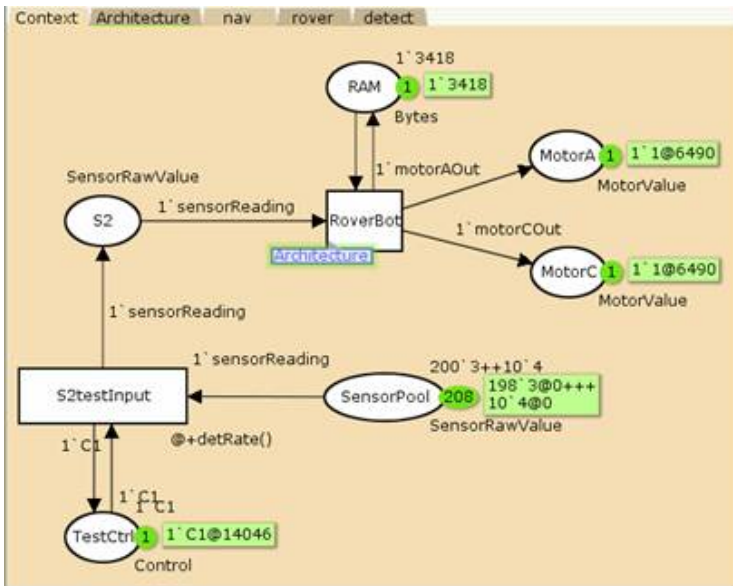 Context Architecture nav rover detect
1`3418
RAM 1 1`3418
Bytes
MotorA 1 1`1@6490
MotorValue
1`motorAOut
SensorRawValue
S2
1`sensorReading
RoverBot
Architecture
1`motorCOut
MotorC 1 1`1@6490
MotorValue
1`sensorReading
1`sensorReading
200`3++10`4
S2testInput
SensorPool 208 198`3@0+++
10`4@0
SensorRawValue
@+detRate()
1`C1
1`C1
1`C1
TestCtrl 1 1`C1@14046
Control